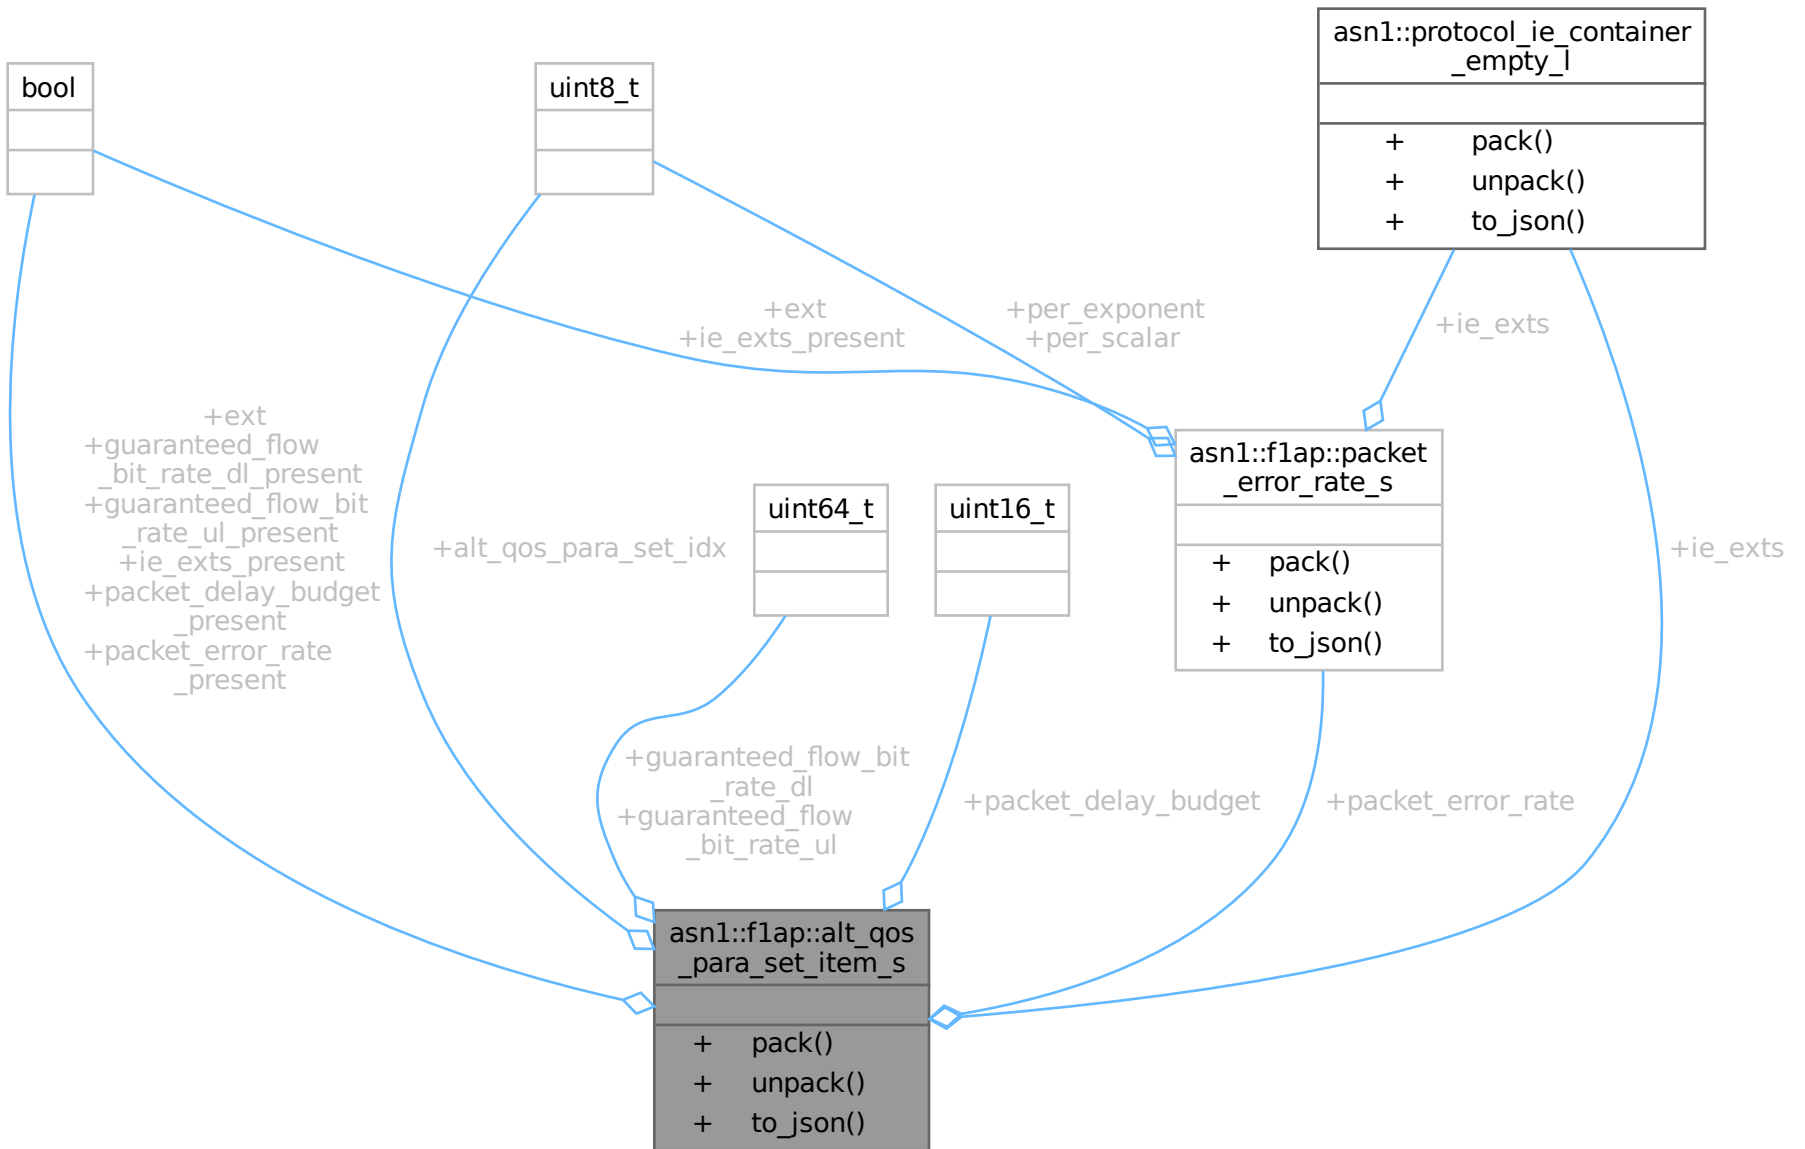 asn1::protocol_ie_container
_empty_l
+ pack()
+ unpack()
+ to_json()
bool
uint8_t
+ext
+ie_exts_present
+per_exponent
+per_scalar
+ie_exts
+ext
+guaranteed_flow
_bit_rate_dl_present
+guaranteed_flow_bit
_rate_ul_present
+ie_exts_present
+packet_delay_budget
_present
+packet_error_rate
_present
+alt_qos_para_set_idx
uint64_t
uint16_t
asn1::f1ap::packet
_error_rate_s
+ pack()
+ unpack()
+ to_json()
+ie_exts
+guaranteed_flow_bit
_rate_dl
+guaranteed_flow
_bit_rate_ul
+packet_delay_budget
+packet_error_rate
asn1::f1ap::alt_qos
_para_set_item_s
+ pack()
+ unpack()
+ to_json()